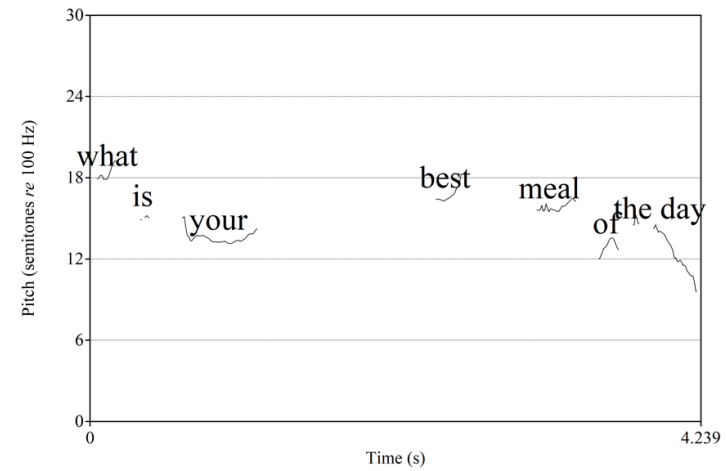 30
24
18
12
6
0
Pitch (semitones re 100 Hz)
what
is
your
best
meal
of
the day
0
4.239
Time (s)